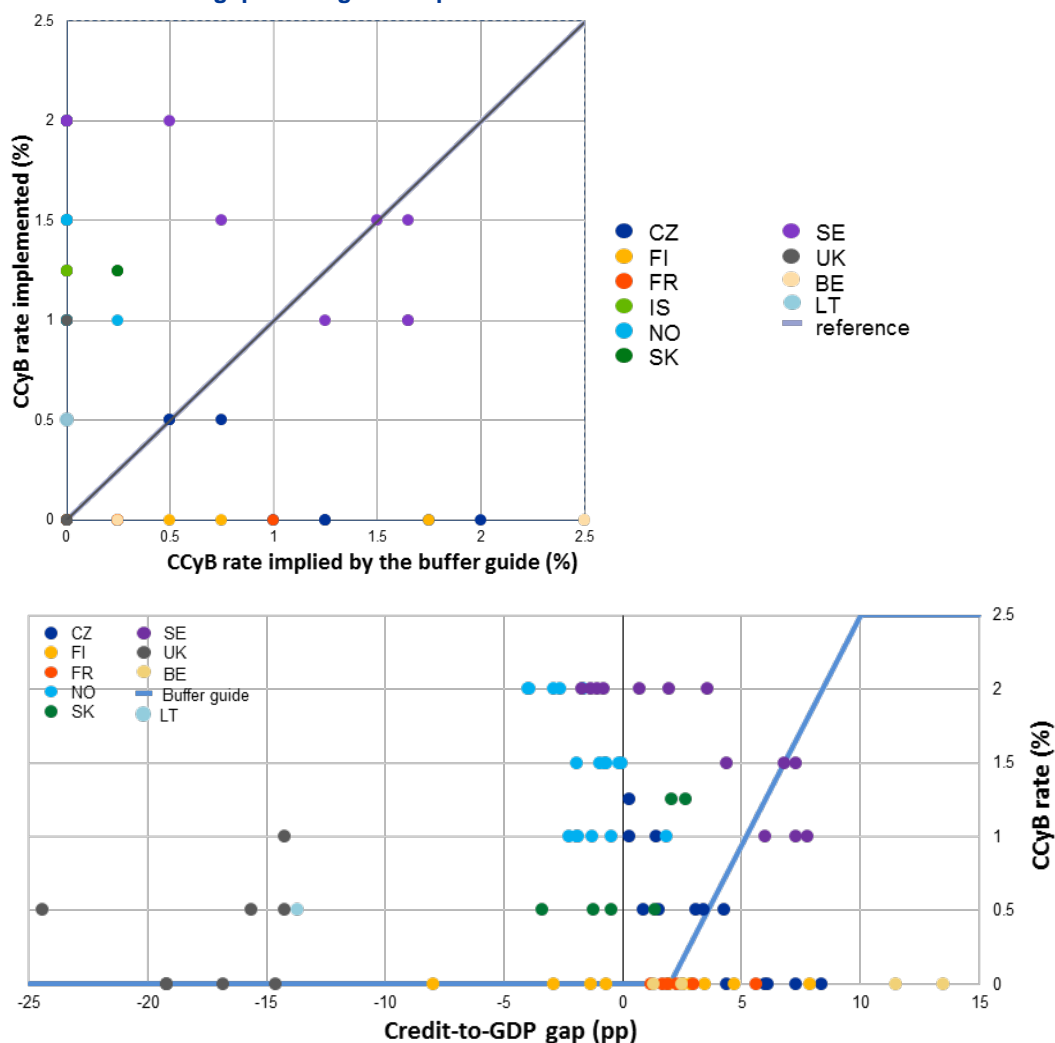 2.5
2
1.5
1
0.5
0
CCyB rate implemented (%)
0 0.5 1 1.5 2 2.5
CCyB rate implied by the buffer guide (%)
CZ
FI
FR
IS
NO
SK
SE
UK
BE
LT
reference
CZ
FI
FR
NO
SK
SE
UK
BE
Buffer guide
LT
2.5
2
1.5
1
0.5
0
CCyB rate (%)
-25 -20 -15 -10 -5 0 5 10 15
Credit-to-GDP gap (pp)